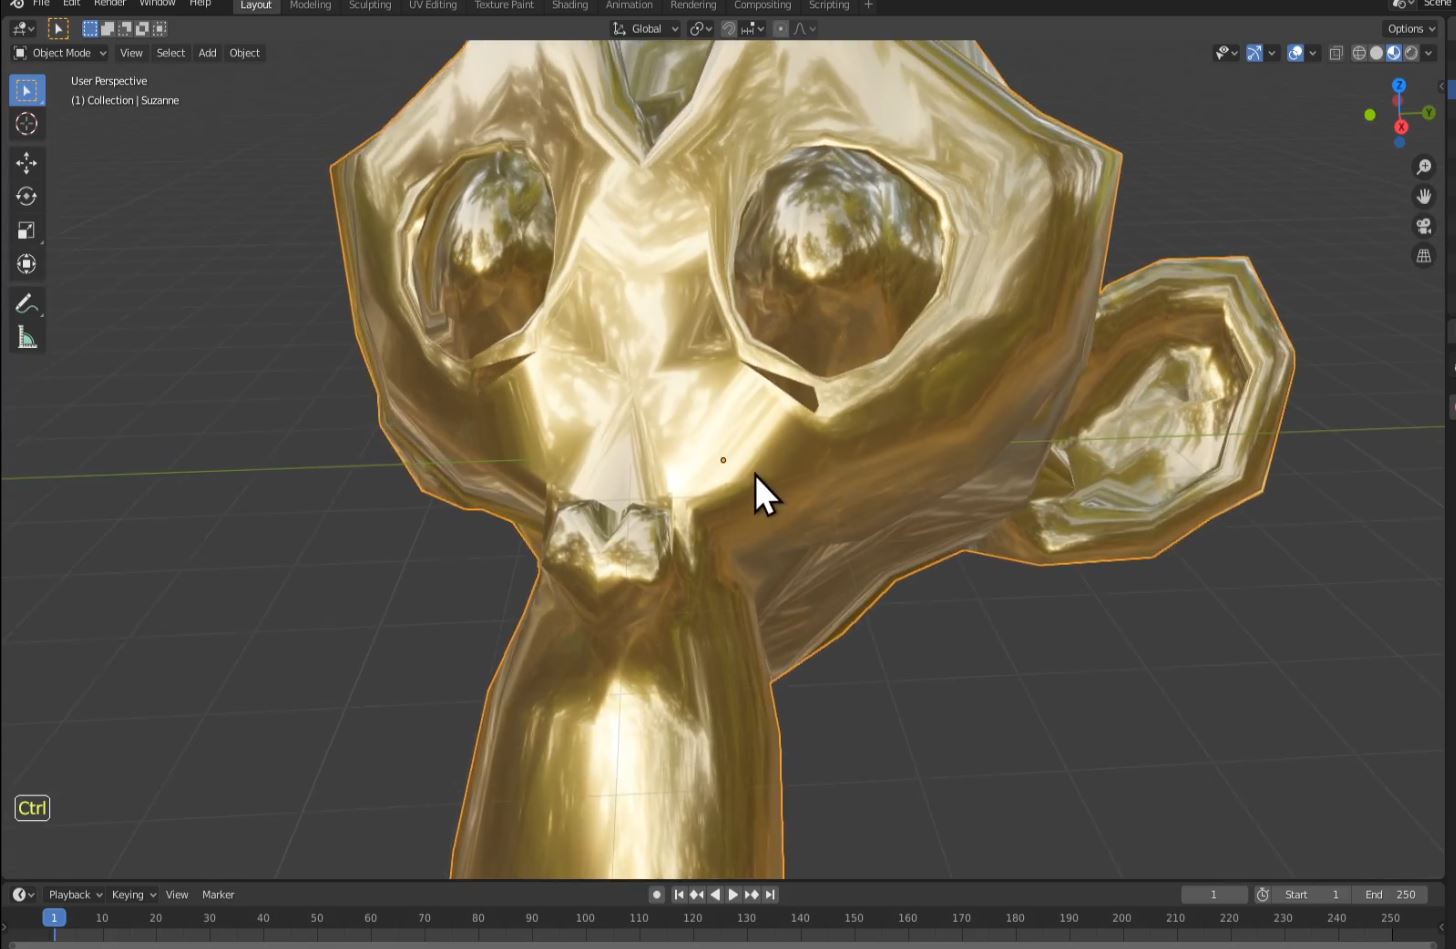 File Edit Render Window Help Layout Modeling Sculpting UV Editing Texture Paint Shading Animation Rendering Compositing Scripting + Scene
Global Options
Object Mode View Select Add Object
User Perspective
(1) Collection | Suzanne
Z
Y
X
Ctrl
Playback Keying View Marker 1 Start 1 End 250
1 10 20 30 40 50 60 70 80 90 100 110 120 130 140 150 160 170 180 190 200 210 220 230 240 250